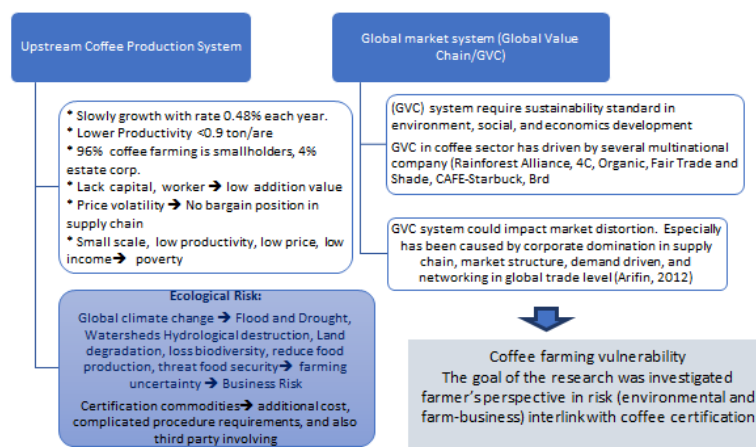 Upstream Coffee Production System
* Slowly growth with rate 0.48% each year.
* Lower Productivity <0.9 ton/are
* 96% coffee farming is smallholders, 4%
estate corp.
* Lack capital, worker → low addition value
* Price volatility → No bargain position in
supply chain
* Small scale, low productivity, low price, low
income → poverty
Ecological Risk:
Global climate change → Flood and Drought,
Watersheds Hydrological destruction, Land
degradation, loss biodiversity, reduce food
production, threat food security → farming
uncertainty → Business Risk
Certification commodities → additional cost,
complicated procedure requirements, and also
third party involving
Global market system (Global Value
Chain/GVC)
(GVC) system require sustainability standard in
environment, social, and economics development
GVC in coffee sector has driven by several multinational
company (Rainforest Alliance, 4C, Organic, Fair Trade and
Shade, CAFE-Starbuck, Brd
GVC system could impact market distortion. Especially
has been caused by corporate domination in supply
chain, market structure, demand driven, and
networking in global trade level (Arifin, 2012)
Coffee farming vulnerability
The goal of the research was investigated
farmer's perspective in risk (environmental and
farm-business) interlink with coffee certification